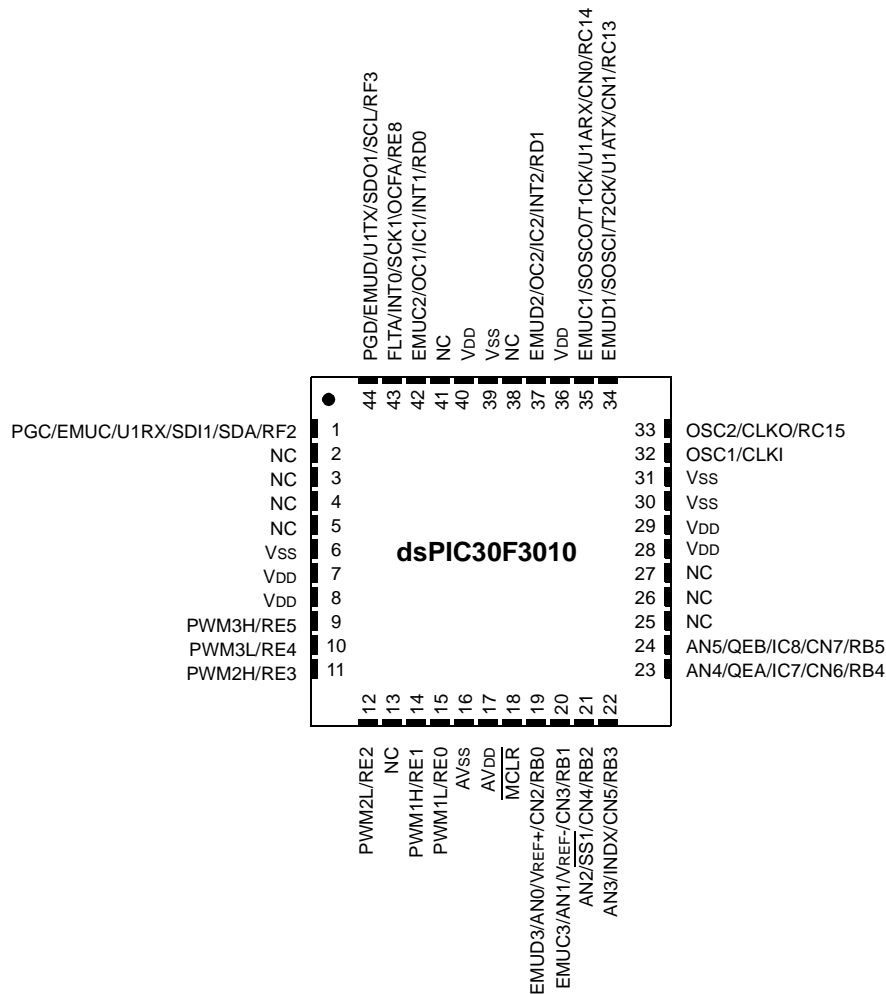 PGD/EMUD/U1TX/SDO1/SCL/RF3
FLTA/INT0/SCK1\OCFA/RE8
EMUC2/OC1/IC1/INT1/RD0
NC
VDD
VSS
NC
EMUD2/OC2/IC2/INT2/RD1
VDD
EMUC1/SOSCO/T1CK/U1ARX/CN0/RC14
EMUD1/SOSCI/T2CK/U1ATX/CN1/RC13
44
43
42
41
40
39
38
37
36
35
34
PGC/EMUC/U1RX/SDI1/SDA/RF2 1
NC 2
NC 3
NC 4
NC 5
VSS 6
VDD 7
VDD 8
PWM3H/RE5 9
PWM3L/RE4 10
PWM2H/RE3 11
dsPIC30F3010
33 OSC2/CLKO/RC15
32 OSC1/CLKI
31 VSS
30 VSS
29 VDD
28 VDD
27 NC
26 NC
25 NC
24 AN5/QEB/IC8/CN7/RB5
23 AN4/QEA/IC7/CN6/RB4
12
13
14
15
16
17
18
19
20
21
22
PWM2L/RE2
NC
PWM1H/RE1
PWM1L/RE0
AVSS
AVDD
MCLR
EMUD3/AN0/VREF+/CN2/RB0
EMUC3/AN1/VREF-/CN3/RB1
AN2/SS1/CN4/RB2
AN3/INDX/CN5/RB3